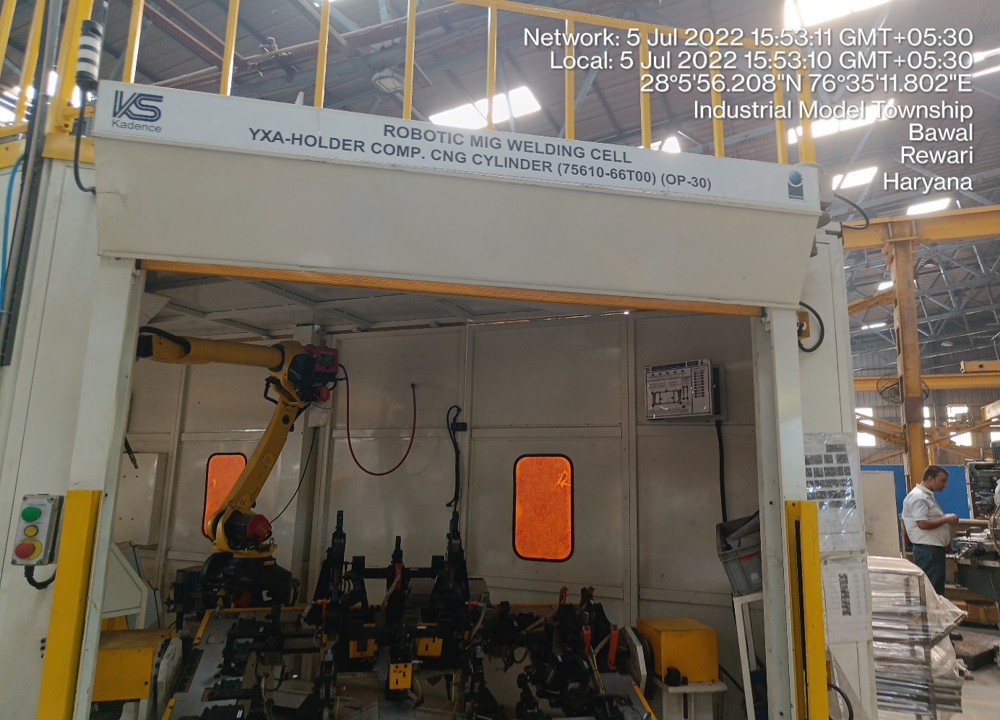 Network: 5 Jul 2022 15:53:11 GMT+05:30
Local: 5 Jul 2022 15:53:10 GMT+05:30
28°5'56.208"N 76°35'11.802"E
Industrial Model Township
Bawal
Rewari
Haryana
KS
Kadence
ROBOTIC MIG WELDING CELL
YXA-HOLDER COMP. CNG CYLINDER (75610-66T00) (OP-30)